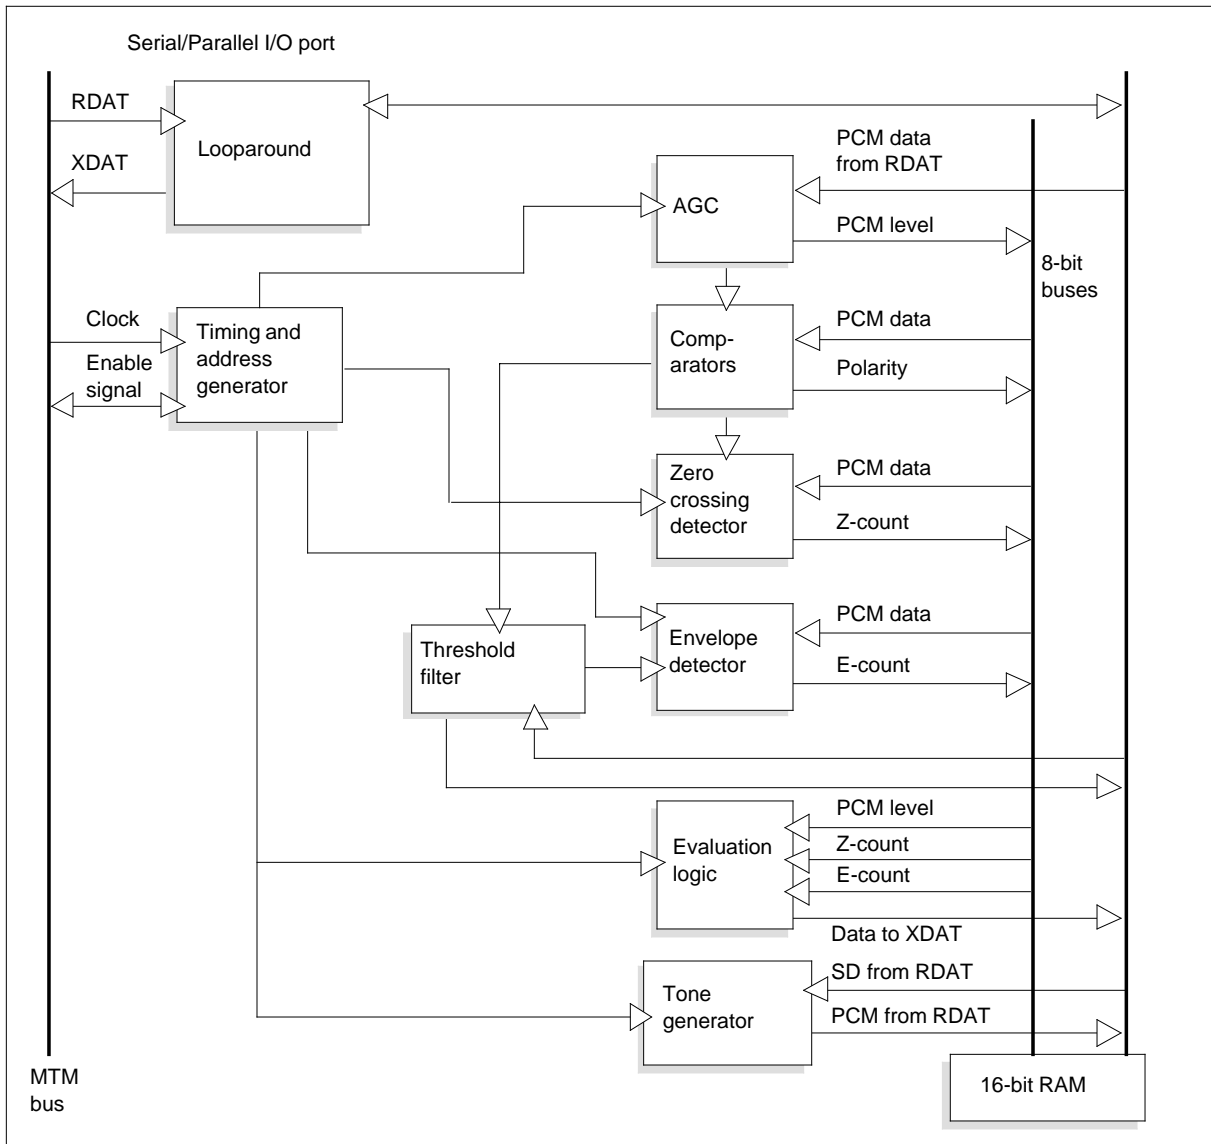 Serial/Parallel I/O port
RDAT
XDAT
Looparound
PCM data
from RDAT
AGC
PCM level
8-bit
buses
Clock
Enable
signal
Timing and
address
generator
Comp-
arators
PCM data
Polarity
Zero
crossing
detector
PCM data
Z-count
Threshold
filter
Envelope
detector
PCM data
E-count
Evaluation
logic
PCM level
Z-count
E-count
Data to XDAT
Tone
generator
SD from RDAT
PCM from RDAT
MTM
bus
16-bit RAM